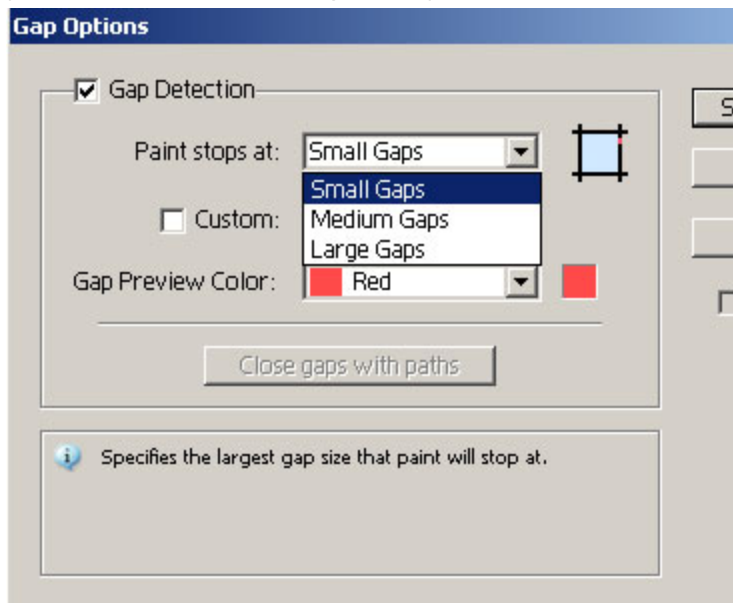 Gap Options
Gap Detection
Paint stops at: Small Gaps
Small Gaps
Custom: Medium Gaps
Large Gaps
Gap Preview Color: Red
Close gaps with paths
Specifies the largest gap size that paint will stop at.